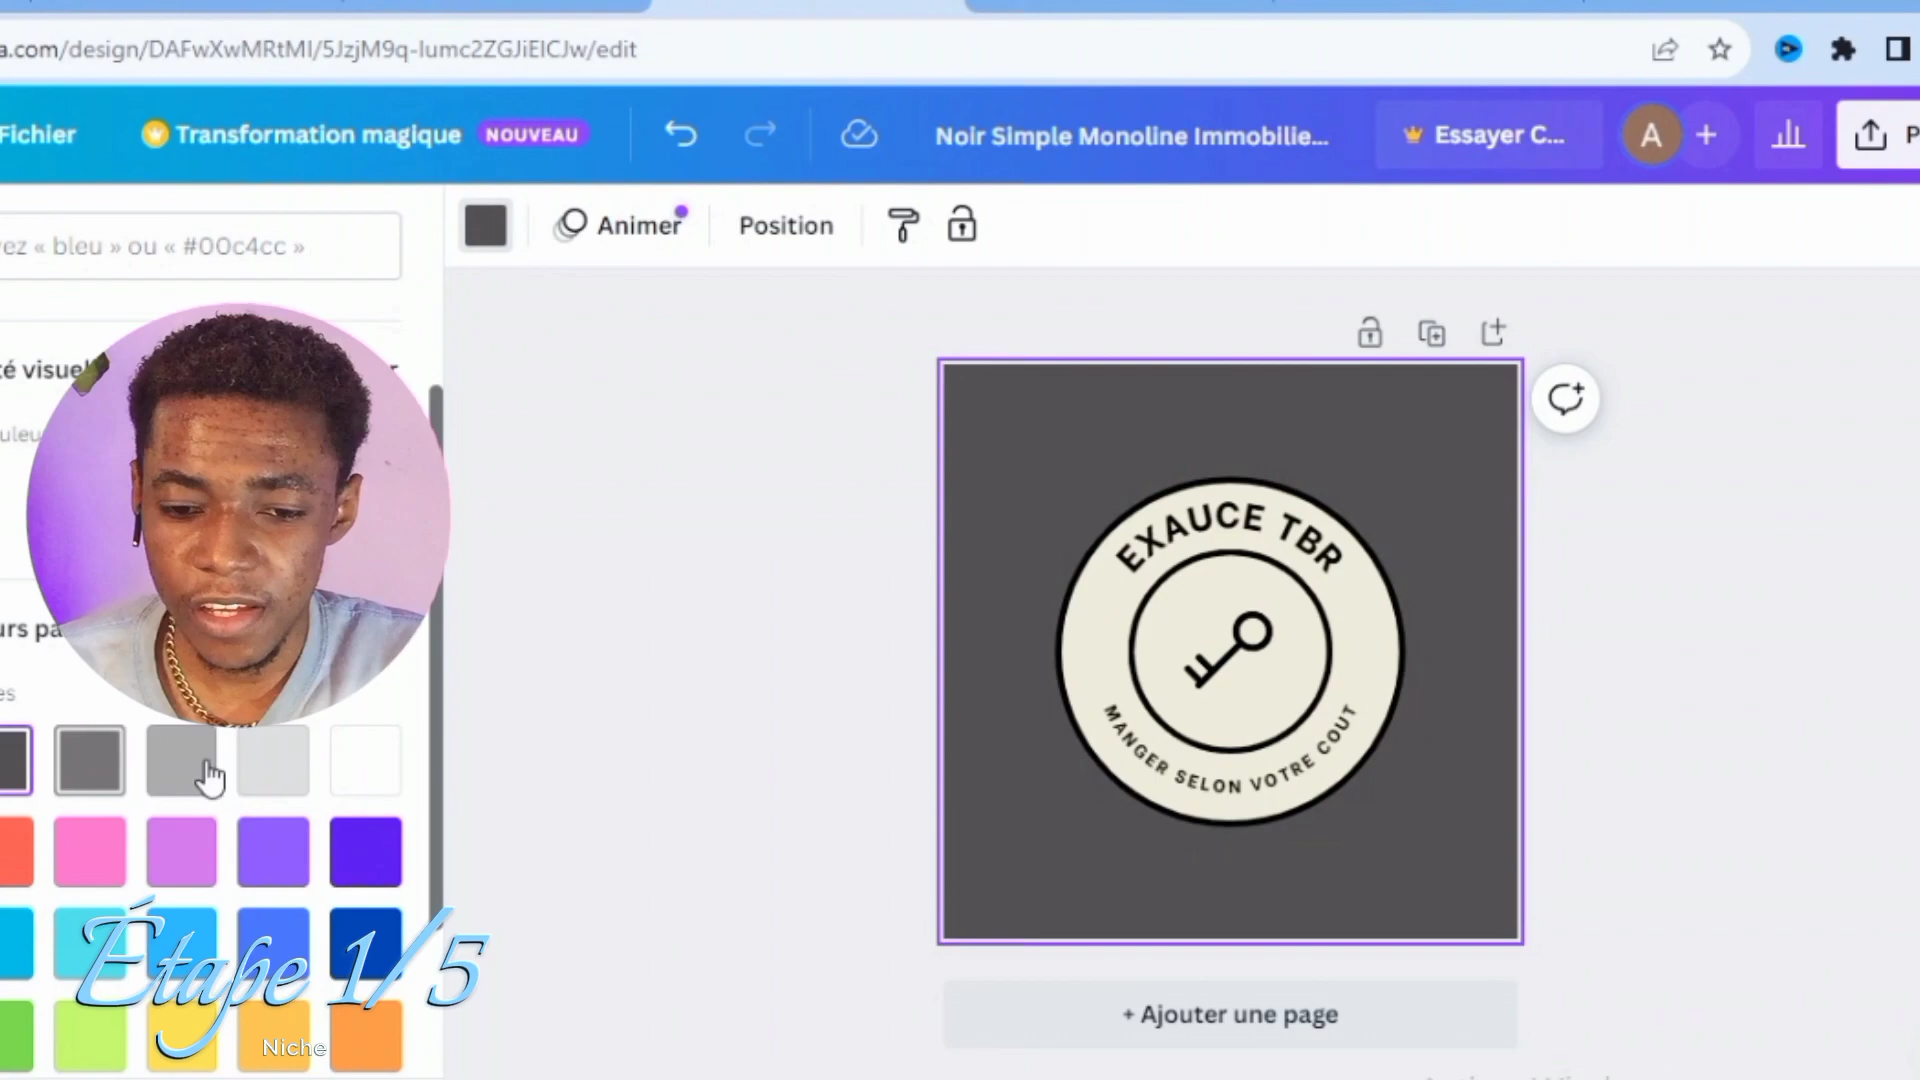 a.com/design/DAFwXwMRtMI/5JzjM9q-lumc2ZGJiEICJw/edit
Fichier
Transformation magique
NOUVEAU
Noir Simple Monoline Immobilie...
Essayer C...
A
Animer
Position
ez « bleu » ou « #00c4cc »
é visuel
uleu
EXAUCE TBR
MANGER SELON VOTRE COUT
urs pa
es
Étape 1/5
Niche
+ Ajouter une page